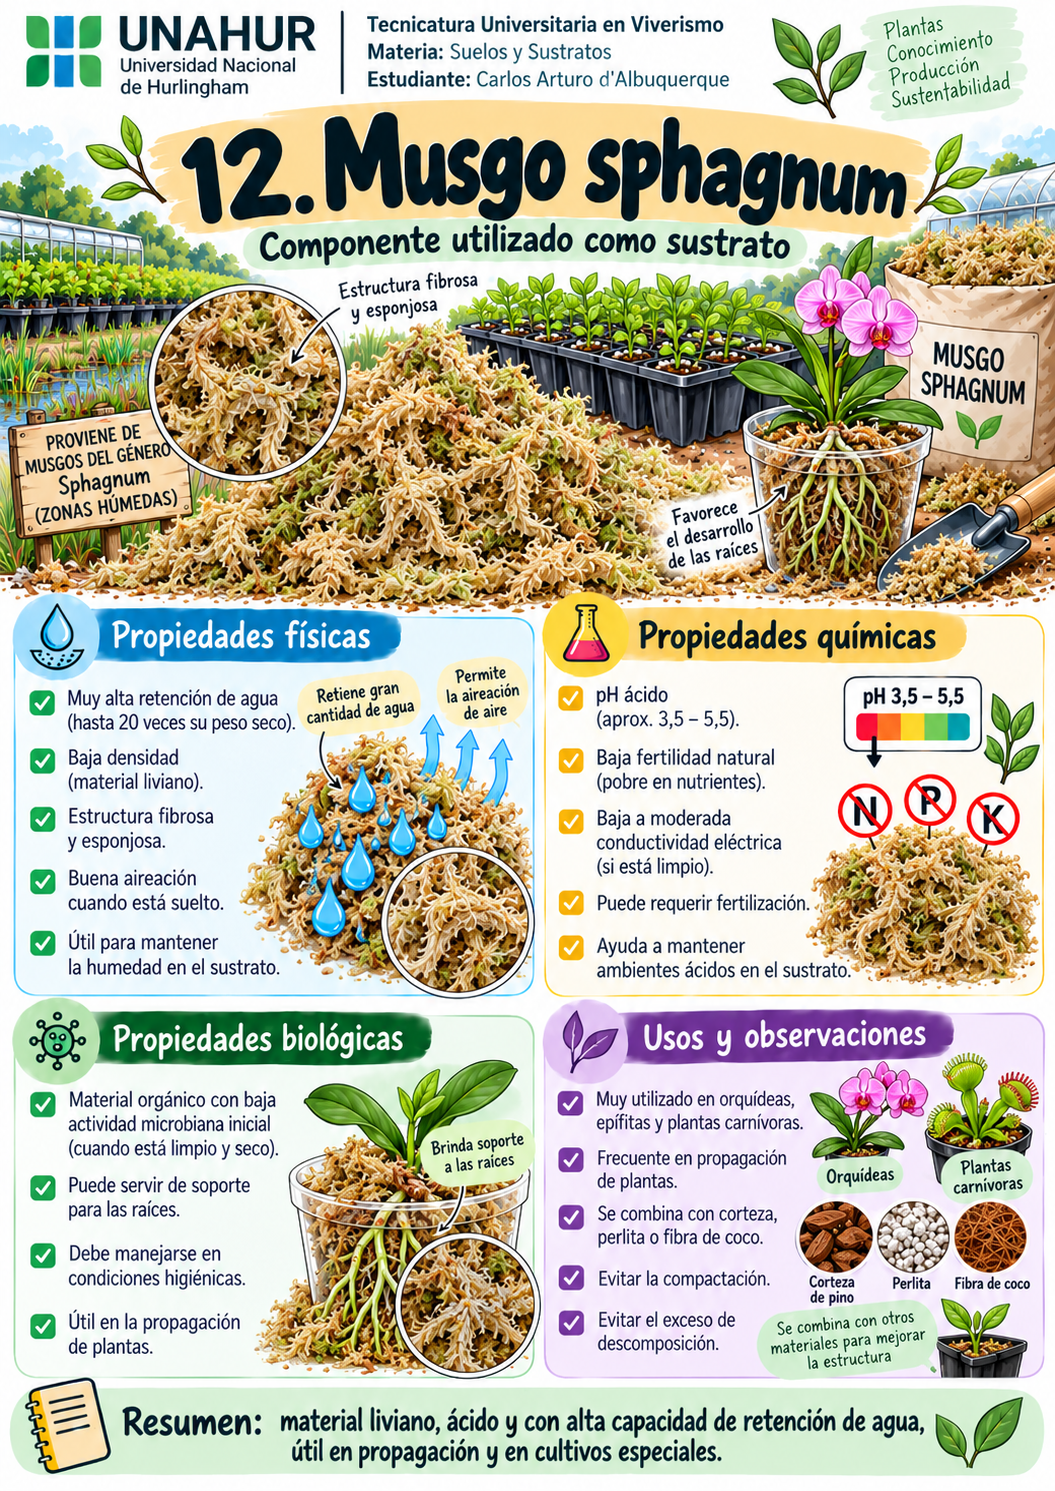 UNAHUR
Universidad Nacional
de Hurlingham
Tecnicatura Universitaria en Viverismo
Materia: Suelos y Sustratos
Estudiante: Carlos Arturo d'Albuquerque
Plantas
Conocimiento
Producción
Sustentabilidad
12. Musgo sphagnum
Componente utilizado como sustrato
Estructura fibrosa
y esponjosa
PROVIENE DE
MUSGOS DEL GÉNERO
Sphagnum
(ZONAS HÚMEDAS)
MUSGO
SPHAGNUM
Favorece
el desarrollo
de las raíces
Propiedades físicas
Muy alta retención de agua
(hasta 20 veces su peso seco).
Baja densidad
(material liviano).
Estructura fibrosa
y esponjosa.
Buena aireación
cuando está suelto.
Útil para mantener
la humedad en el sustrato.
Retiene gran
cantidad de agua
Permite
la aireación
de aire
Propiedades químicas
pH ácido
(aprox. 3,5 – 5,5).
Baja fertilidad natural
(pobre en nutrientes).
Baja a moderada
conductividad eléctrica
(si está limpio).
Puede requerir fertilización.
Ayuda a mantener
ambientes ácidos en el sustrato.
pH 3,5 – 5,5
N P K
Propiedades biológicas
Material orgánico con baja
actividad microbiana inicial
(cuando está limpio y seco).
Puede servir de soporte
para las raíces.
Debe manejarse en
condiciones higiénicas.
Útil en la propagación
de plantas.
Brinda soporte
a las raíces
Usos y observaciones
Muy utilizado en orquídeas,
epífitas y plantas carnívoras.
Frecuente en propagación
de plantas.
Se combina con corteza,
perlita o fibra de coco.
Evitar la compactación.
Evitar el exceso de
descomposición.
Orquídeas
Plantas
carnívoras
Corteza
de pino
Perlita
Fibra de coco
Se combina con otros
materiales para mejorar
la estructura
Resumen: material liviano, ácido y con alta capacidad de retención de agua,
útil en propagación y en cultivos especiales.